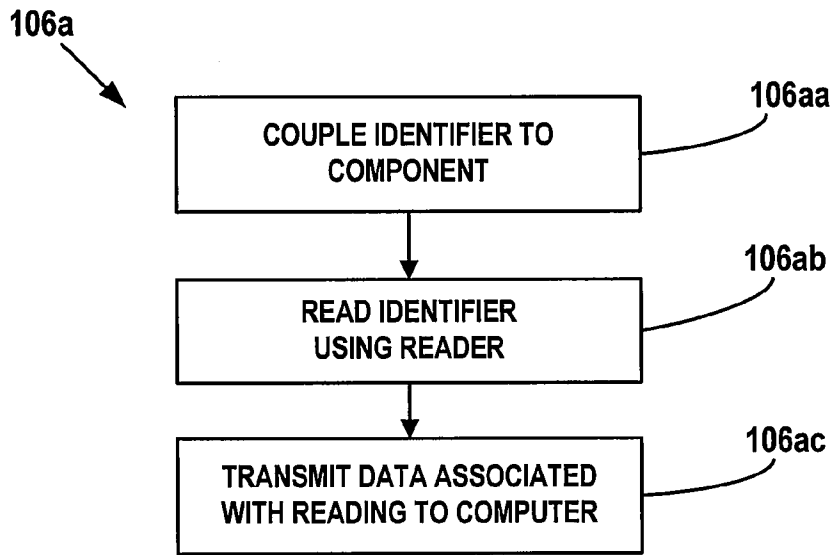 106a
106aa
COUPLE IDENTIFIER TO
COMPONENT
106ab
READ IDENTIFIER
USING READER
106ac
TRANSMIT DATA ASSOCIATED
WITH READING TO COMPUTER